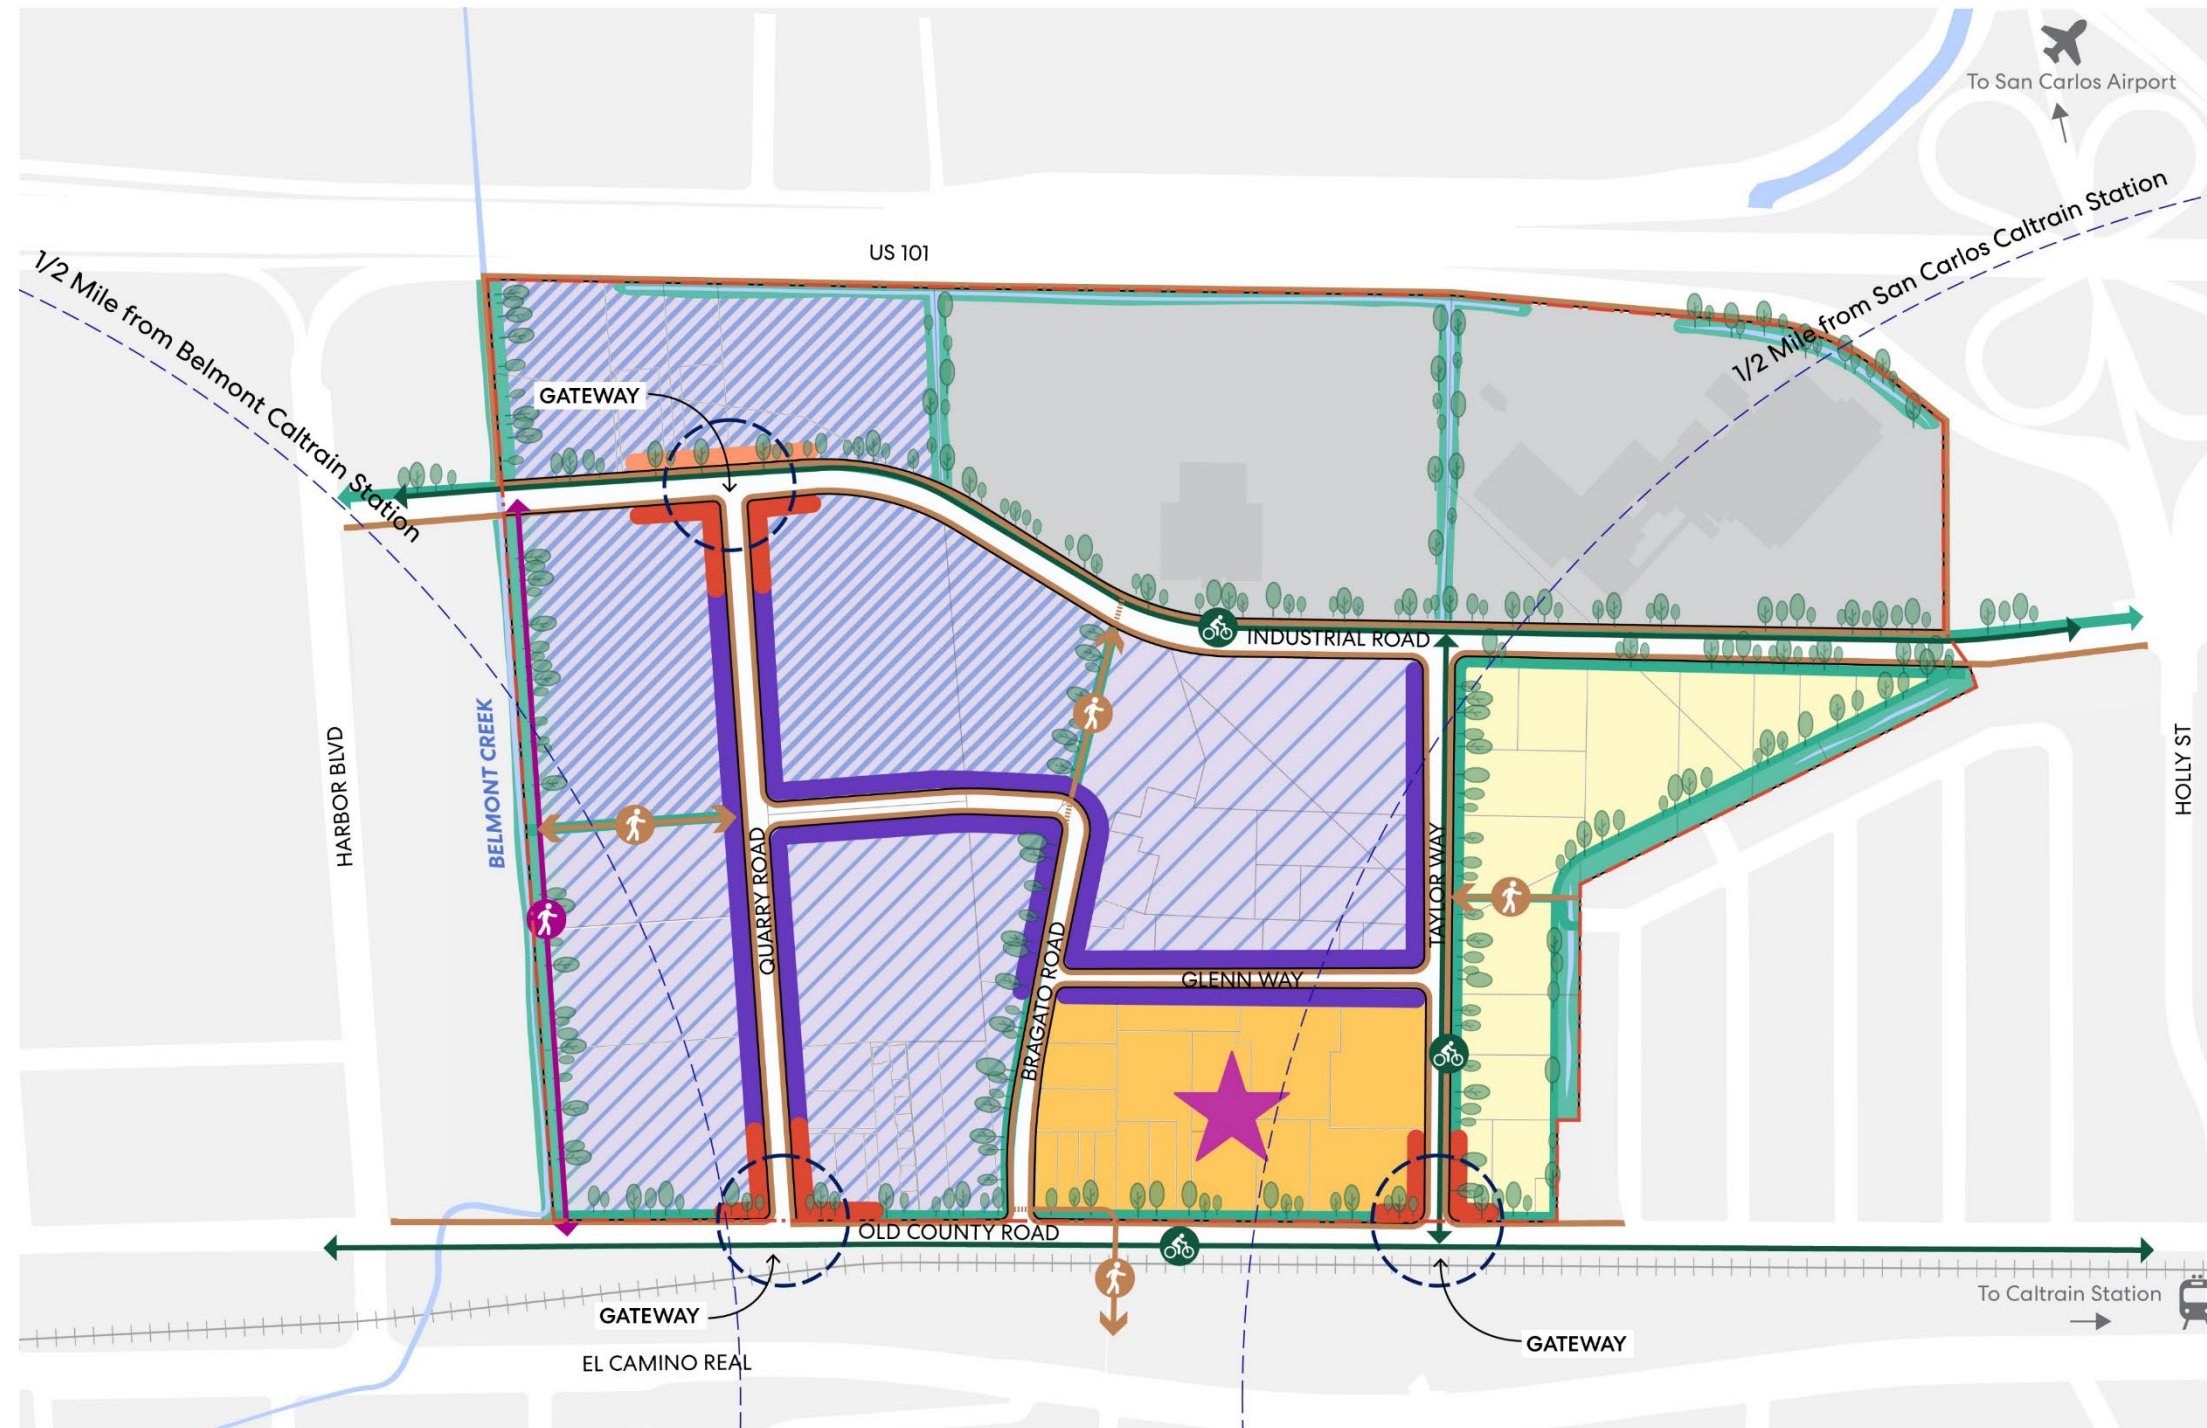 To San Carlos Airport
1/2 Mile from San Carlos Caltrain Station
US 101
1/2 Mile from Belmont Caltrain Station
GATEWAY
INDUSTRIAL ROAD
BELMONT CREEK
HARBOR BLVD
HOLLY ST
QUARRY ROAD
TAYLOR WAY
BRAGATO ROAD
GLENN WAY
OLD COUNTY ROAD
To Caltrain Station
GATEWAY
GATEWAY
EL CAMINO REAL